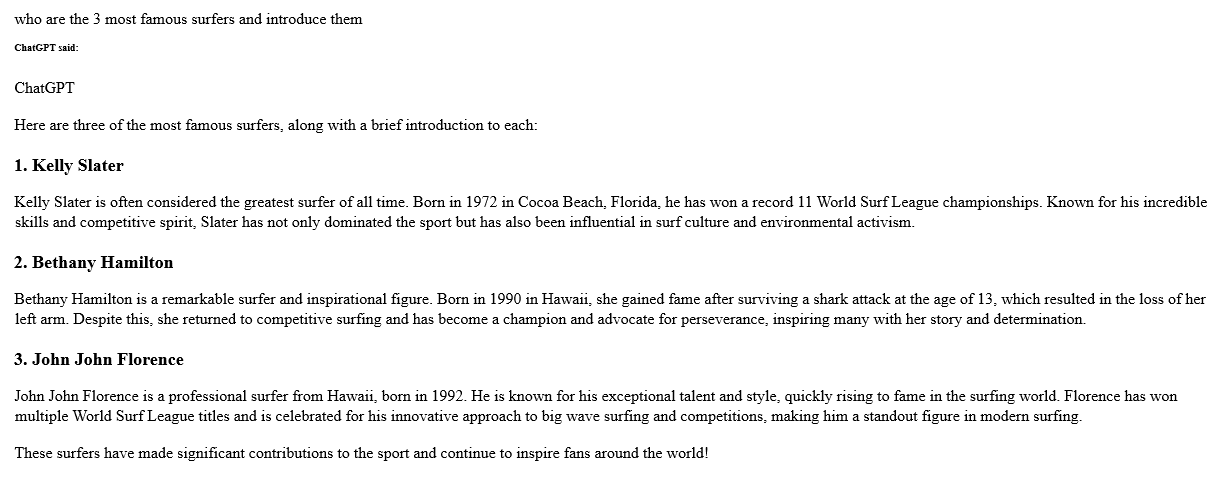 who are the 3 most famous surfers and introduce them
ChatGPT said:
ChatGPT
Here are three of the most famous surfers, along with a brief introduction to each:
1. Kelly Slater
Kelly Slater is often considered the greatest surfer of all time. Born in 1972 in Cocoa Beach, Florida, he has won a record 11 World Surf League championships. Known for his incredible
skills and competitive spirit, Slater has not only dominated the sport but has also been influential in surf culture and environmental activism.
2. Bethany Hamilton
Bethany Hamilton is a remarkable surfer and inspirational figure. Born in 1990 in Hawaii, she gained fame after surviving a shark attack at the age of 13, which resulted in the loss of her
left arm. Despite this, she returned to competitive surfing and has become a champion and advocate for perseverance, inspiring many with her story and determination.
3. John John Florence
John John Florence is a professional surfer from Hawaii, born in 1992. He is known for his exceptional talent and style, quickly rising to fame in the surfing world. Florence has won
multiple World Surf League titles and is celebrated for his innovative approach to big wave surfing and competitions, making him a standout figure in modern surfing.
These surfers have made significant contributions to the sport and continue to inspire fans around the world!